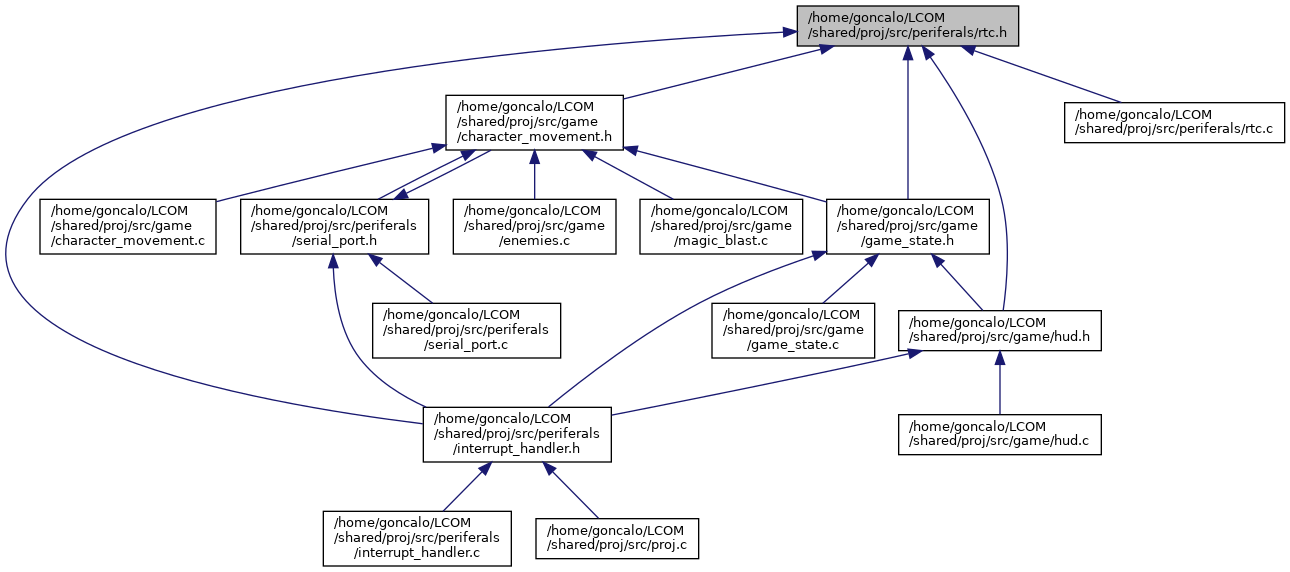 /home/goncalo/LCOM
/shared/proj/src/periferals/rtc.h
/home/goncalo/LCOM
/shared/proj/src/game
/character_movement.h
/home/goncalo/LCOM
/shared/proj/src/periferals/rtc.c
/home/goncalo/LCOM
/shared/proj/src/game
/character_movement.c
/home/goncalo/LCOM
/shared/proj/src/periferals
/serial_port.h
/home/goncalo/LCOM
/shared/proj/src/game
/enemies.c
/home/goncalo/LCOM
/shared/proj/src/game
/magic_blast.c
/home/goncalo/LCOM
/shared/proj/src/game
/game_state.h
/home/goncalo/LCOM
/shared/proj/src/periferals
/serial_port.c
/home/goncalo/LCOM
/shared/proj/src/game
/game_state.c
/home/goncalo/LCOM
/shared/proj/src/game/hud.h
/home/goncalo/LCOM
/shared/proj/src/periferals
/interrupt_handler.h
/home/goncalo/LCOM
/shared/proj/src/game/hud.c
/home/goncalo/LCOM
/shared/proj/src/periferals
/interrupt_handler.c
/home/goncalo/LCOM
/shared/proj/src/proj.c